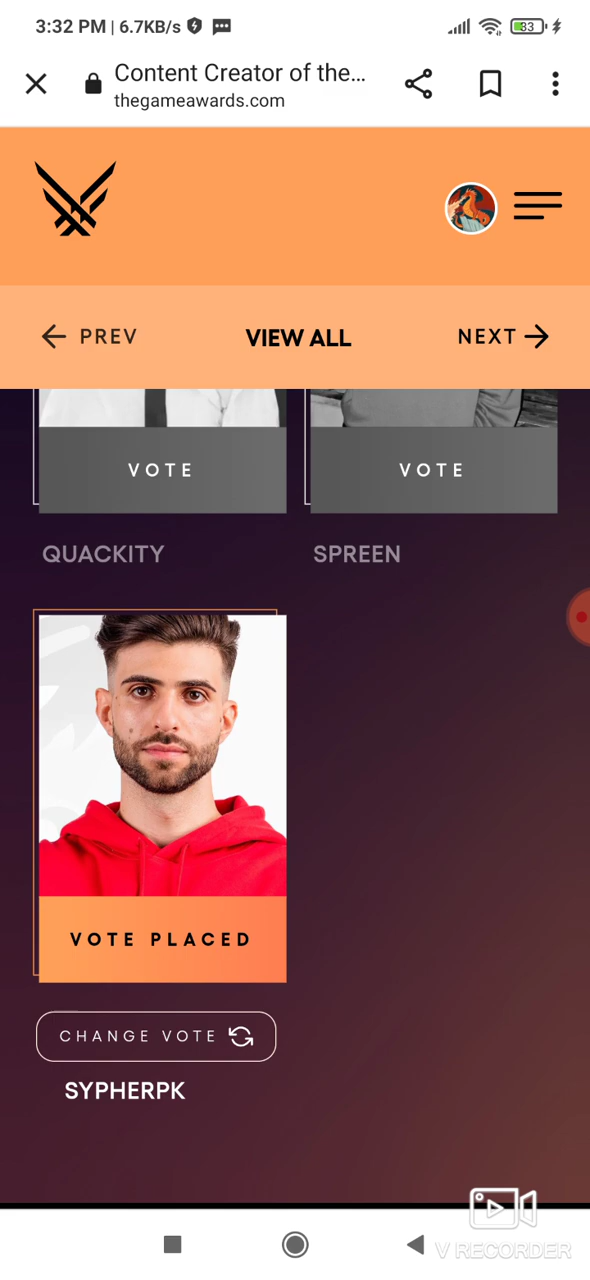 3:32 PM | 6.7KB/s
33
Content Creator of the...
thegameawards.com
PREV
VIEW ALL
NEXT
VOTE
VOTE
QUACKITY
SPREEN
VOTE PLACED
CHANGE VOTE
SYPHERPK
V RECORDER